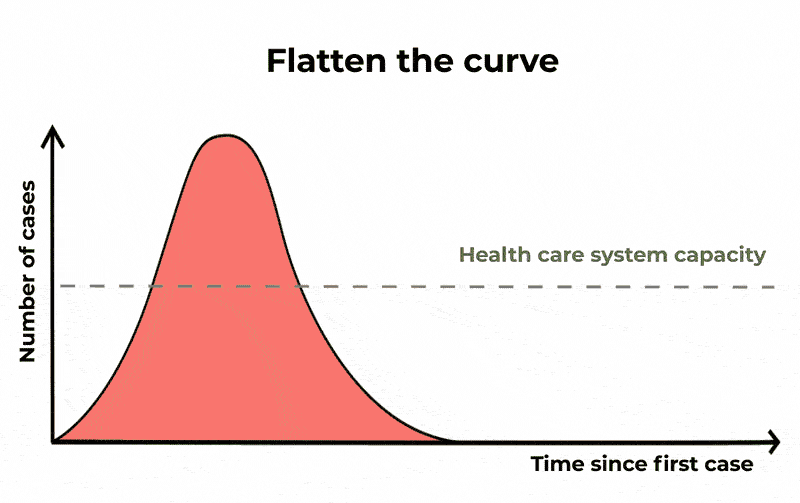 Flatten the curve
Number of cases
Health care system capacity
Time since first case